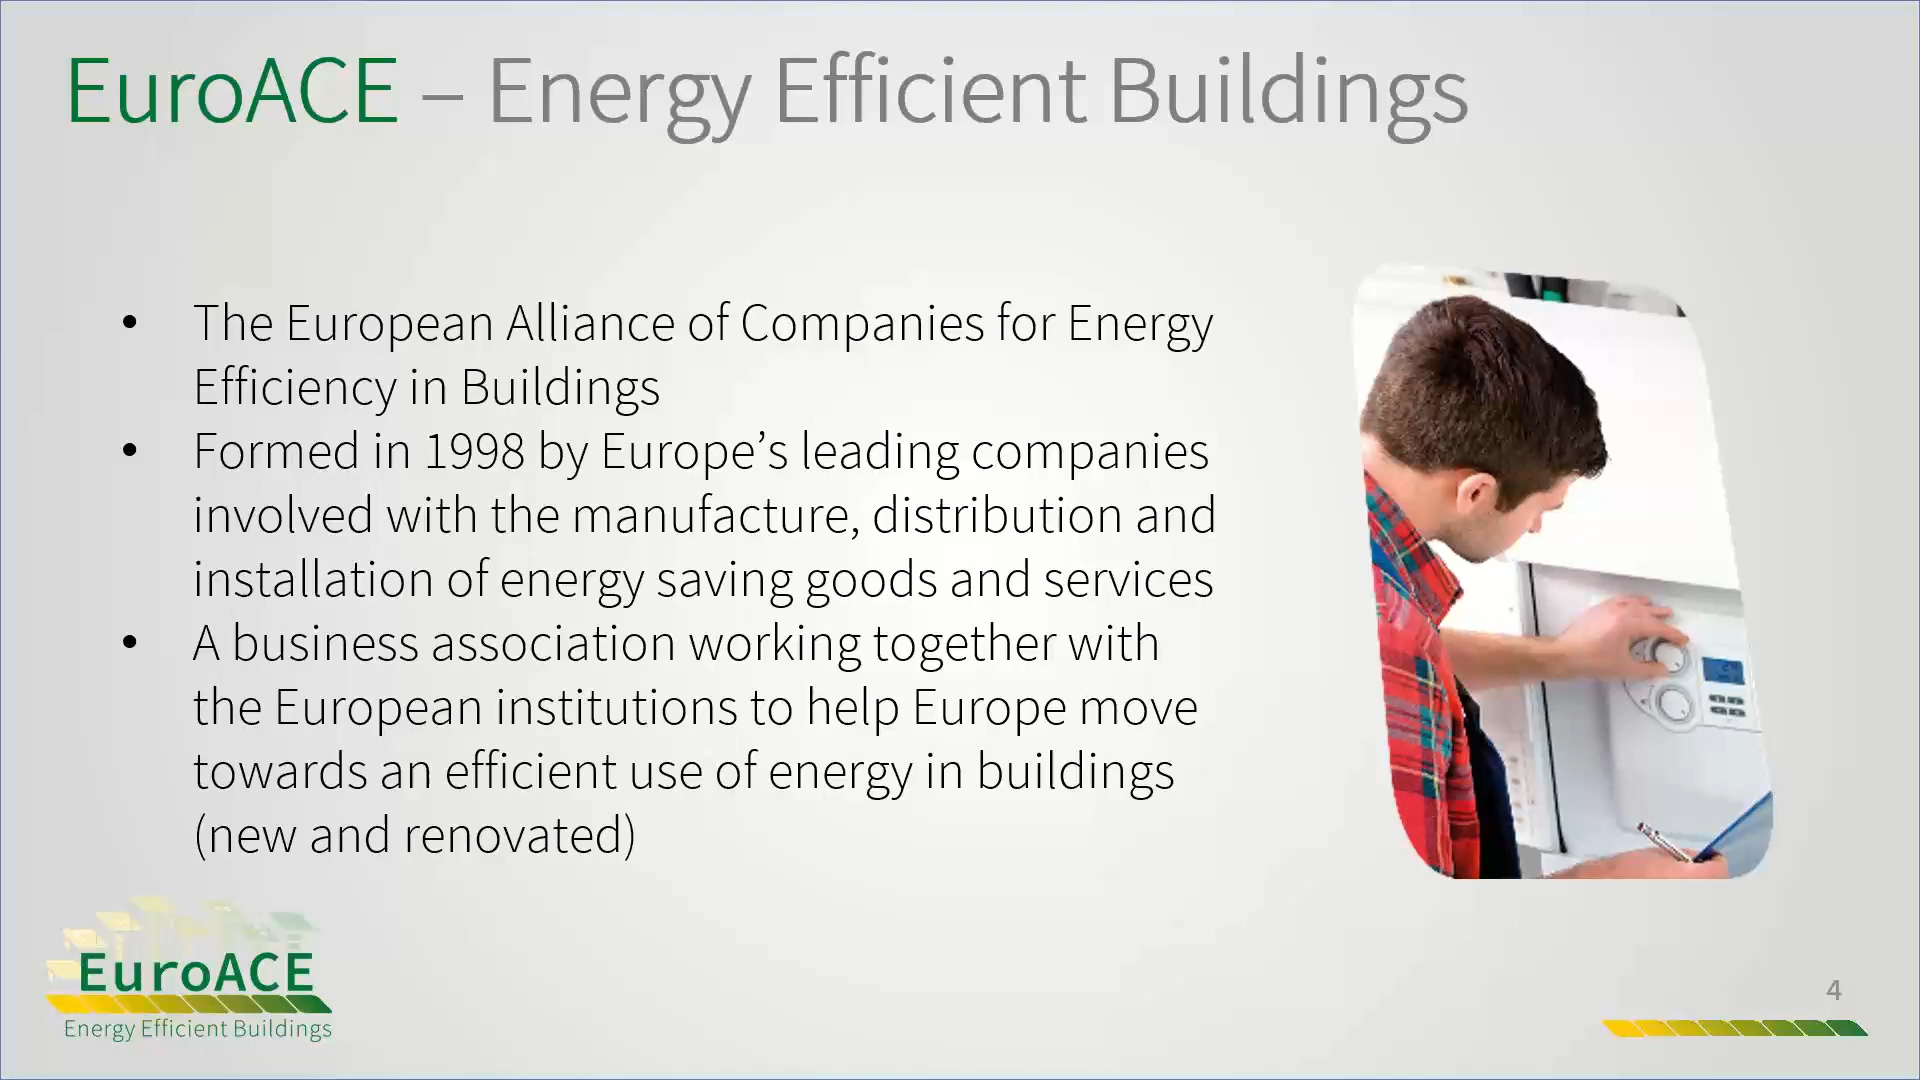 EuroACE – Energy Efficient Buildings
• The European Alliance of Companies for Energy
Efficiency in Buildings
• Formed in 1998 by Europe’s leading companies
involved with the manufacture, distribution and
installation of energy saving goods and services
• A business association working together with
the European institutions to help Europe move
towards an efficient use of energy in buildings
(new and renovated)
EuroACE
Energy Efficient Buildings
4